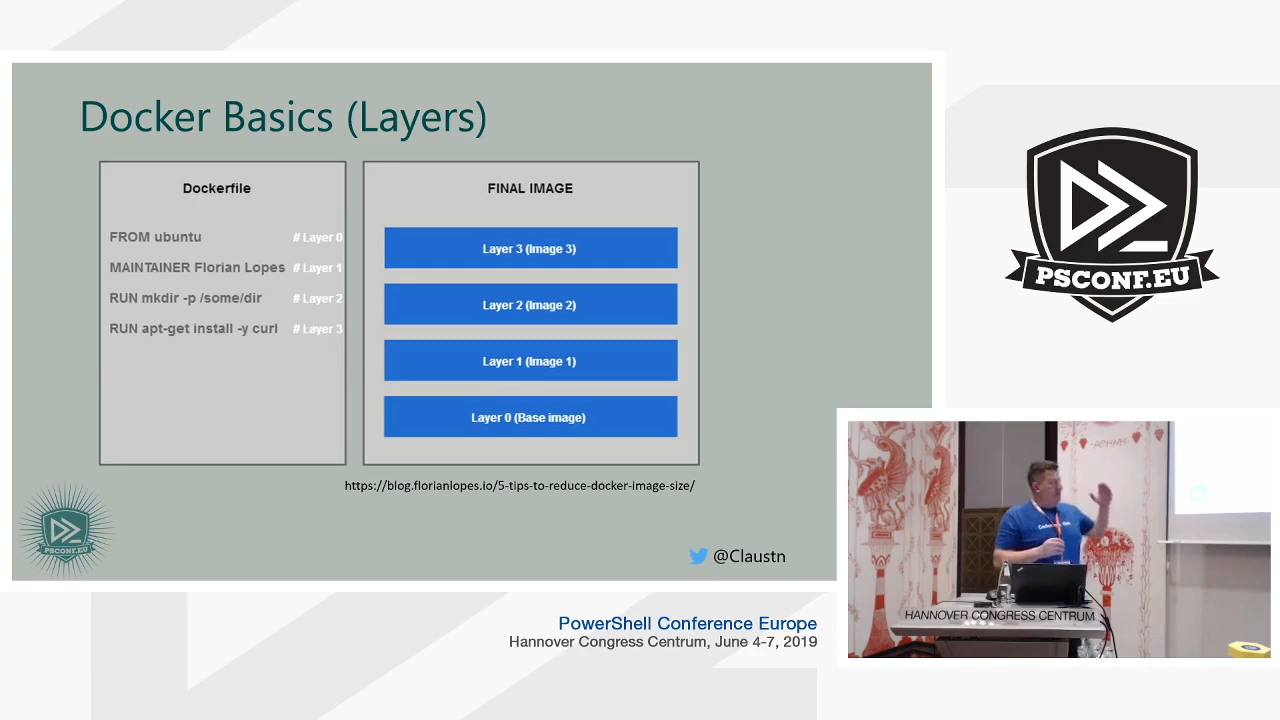 Docker Basics (Layers)
Dockerfile
FROM ubuntu # Layer 0
MAINTAINER Florian Lopes # Layer 1
RUN mkdir -p /some/dir # Layer 2
RUN apt-get install -y curl # Layer 3
FINAL IMAGE
Layer 3 (Image 3)
Layer 2 (Image 2)
Layer 1 (Image 1)
Layer 0 (Base image)
https://blog.florianlopes.io/5-tips-to-reduce-docker-image-size/
PSCONF.EU
@Claustn
PSCONF.EU
HANNOVER CONGRESS CENTRUM
PowerShell Conference Europe
Hannover Congress Centrum, June 4-7, 2019